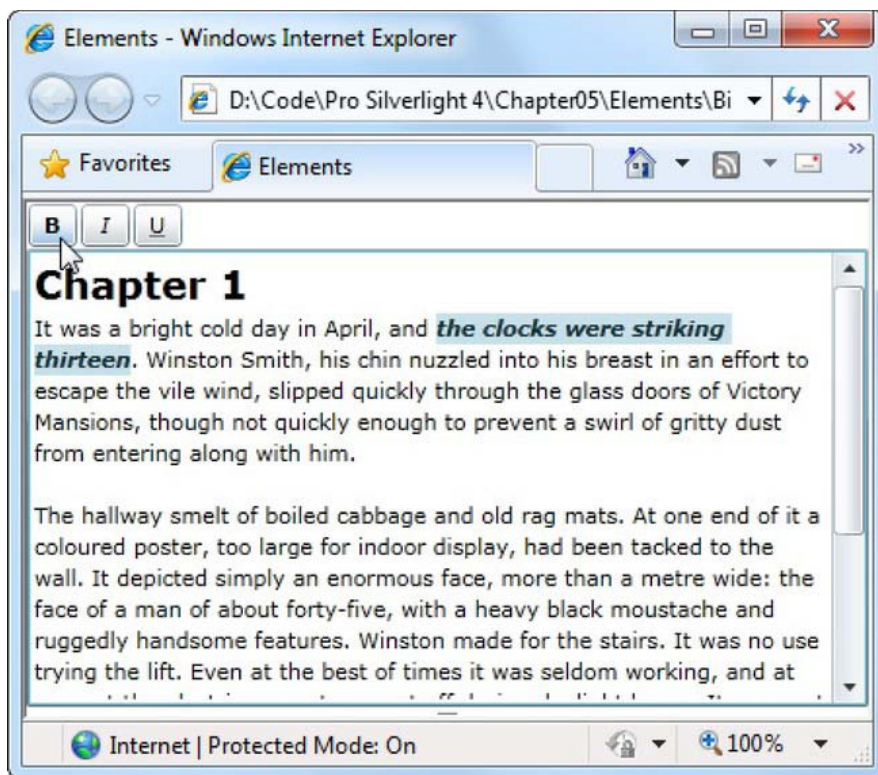 Elements - Windows Internet Explorer
D:\Code\Pro Silverlight 4\Chapter05\Elements\Bi
Favorites
Elements
B I U
Chapter 1
It was a bright cold day in April, and the clocks were striking
thirteen. Winston Smith, his chin nuzzled into his breast in an effort to
escape the vile wind, slipped quickly through the glass doors of Victory
Mansions, though not quickly enough to prevent a swirl of gritty dust
from entering along with him.
The hallway smelt of boiled cabbage and old rag mats. At one end of it a
coloured poster, too large for indoor display, had been tacked to the
wall. It depicted simply an enormous face, more than a metre wide: the
face of a man of about forty-five, with a heavy black moustache and
ruggedly handsome features. Winston made for the stairs. It was no use
trying the lift. Even at the best of times it was seldom working, and at
Internet | Protected Mode: On
100%